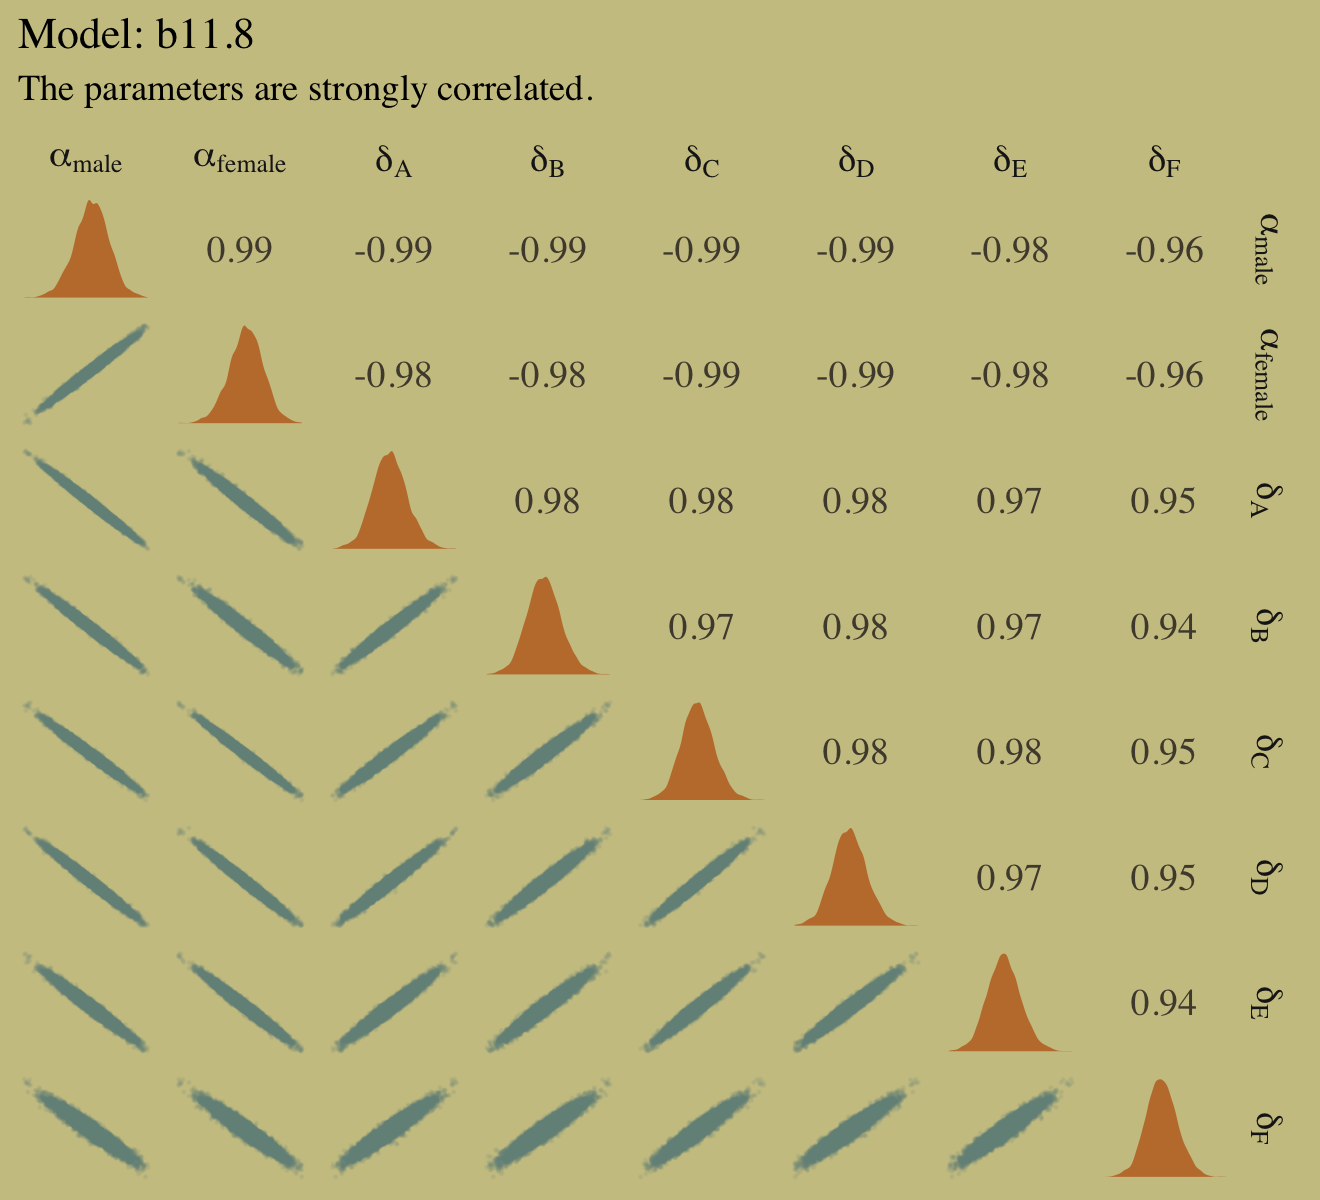 Model: b11.8
The parameters are strongly correlated.
αmale αfemale δA δB δC δD δE δF
0.99 -0.99 -0.99 -0.99 -0.99 -0.98 -0.96 αmale
-0.98 -0.98 -0.99 -0.99 -0.98 -0.96 αfemale
0.98 0.98 0.98 0.97 0.95 δA
0.97 0.98 0.97 0.94 δB
0.98 0.98 0.95 δC
0.97 0.95 δD
0.94 δE
δF